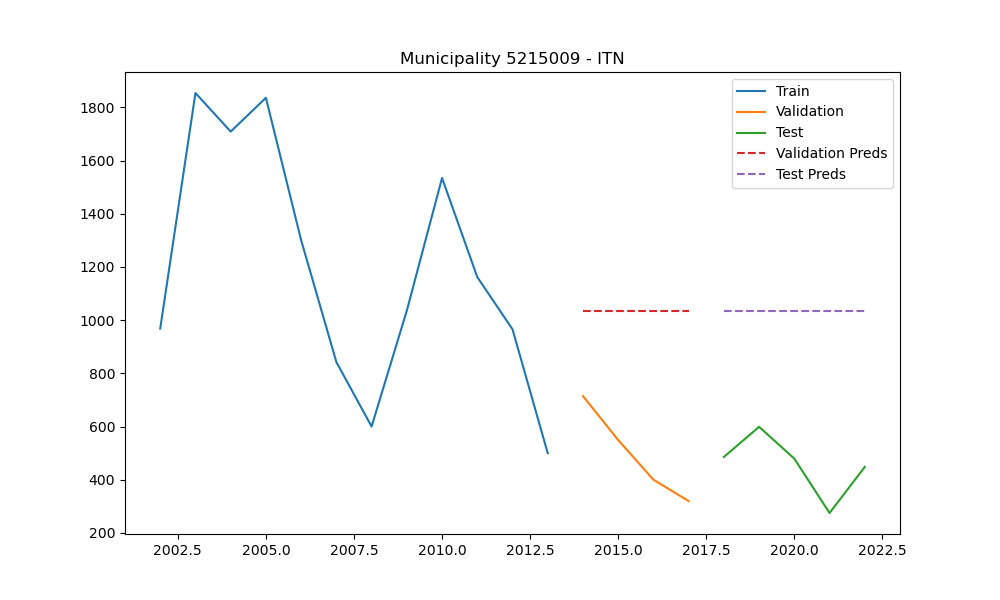 Municipality 5215009 - ITN
Train
Validation
Test
Validation Preds
Test Preds
1800
1600
1400
1200
1000
800
600
400
200
2002.5 2005.0 2007.5 2010.0 2012.5 2015.0 2017.5 2020.0 2022.5